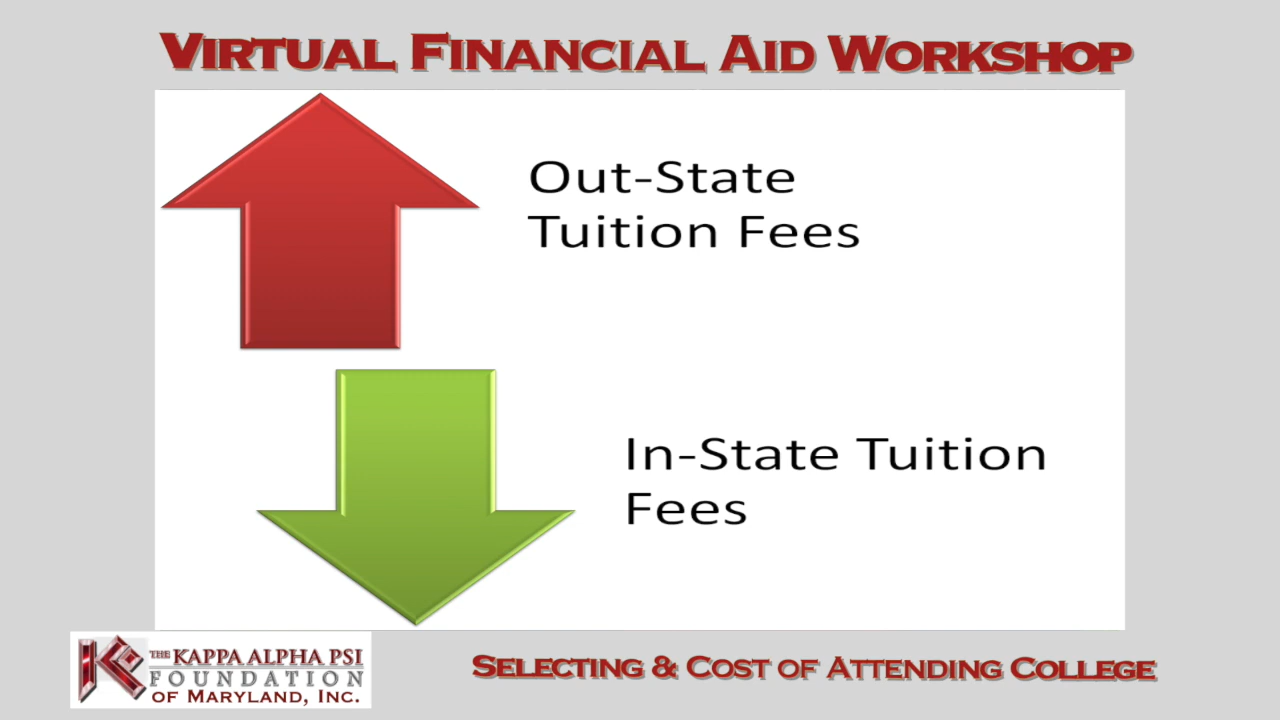 VIRTUAL FINANCIAL AID WORKSHOP
Out-State
Tuition Fees
In-State Tuition
Fees
THE KAPPA ALPHA PSI
FOUNDATION
OF MARYLAND, INC.
SELECTING & COST OF ATTENDING COLLEGE